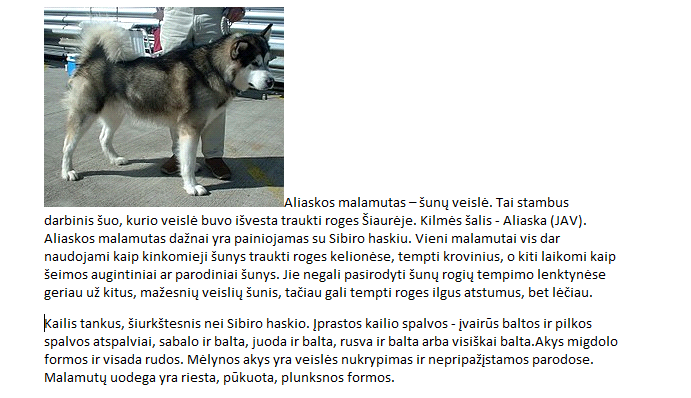 Aliaskos malamutas – šunų veislė. Tai stambus
darbinis šuo, kurio veislė buvo išvesta traukti roges Šiaurėje. Kilmės šalis - Aliaska (JAV).
Aliaskos malamutas dažnai yra painiojamas su Sibiro haskiu. Vieni malamutai vis dar
naudojami kaip kinkomieji šunys traukti roges kelionėse, tempti krovinius, o kiti laikomi kaip
šeimos augintiniai ar parodiniai šunys. Jie negali pasirodyti šunų rogių tempimo lenktynėse
geriau už kitus, mažesnių veislių šunis, tačiau gali tempti roges ilgus atstumus, bet lėčiau.
Kailis tankus, šiurkštesnis nei Sibiro haskio. Įprastos kailio spalvos - įvairūs baltos ir pilkos
spalvos atspalviai, sabalo ir balta, juoda ir balta, rusva ir balta arba visiškai balta.Akys migdolo
formos ir visada rudos. Mėlynos akys yra veislės nukrypimas ir nepripažįstamos parodose.
Malamutų uodega yra riesta, pūkuota, plunksnos formos.